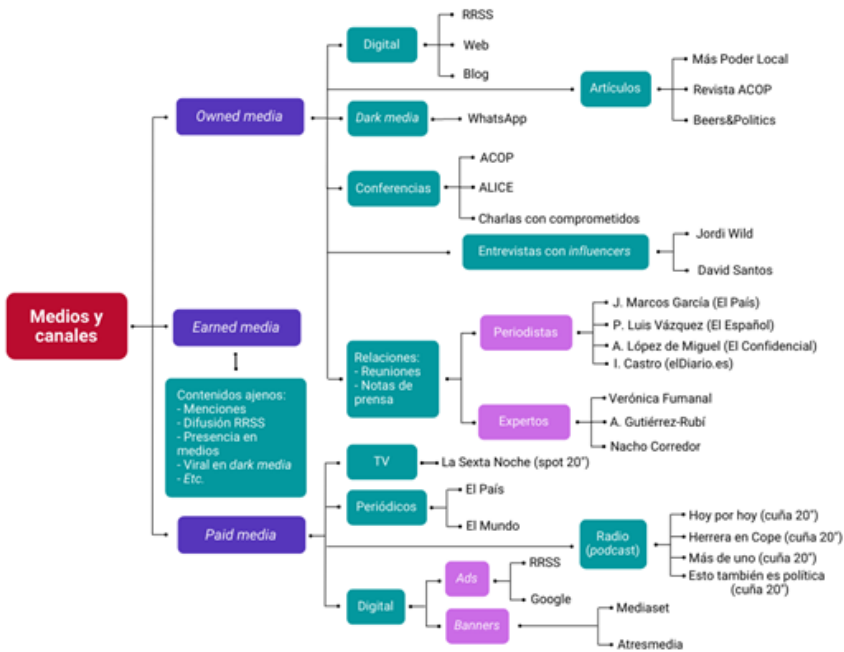 Medios y
canales
Owned media
Digital
RRSS
Web
Blog
Artículos
Más Poder Local
Revista ACOP
Beers&Politics
Dark media
WhatsApp
Conferencias
ACOP
ALICE
Charlas con comprometidos
Entrevistas con influencers
Jordi Wild
David Santos
Relaciones:
- Reuniones
- Notas de
prensa
Periodistas
J. Marcos García (El País)
P. Luis Vázquez (El Español)
A. López de Miguel (El Confidencial)
I. Castro (elDiario.es)
Expertos
Verónica Fumanal
A. Gutiérrez-Rubí
Nacho Corredor
Earned media
Contenidos ajenos:
- Menciones
- Difusión RRSS
- Presencia en
medios
- Viral en dark media
- Etc.
Paid media
TV
La Sexta Noche (spot 20")
Periódicos
El País
El Mundo
Radio
(podcast)
Hoy por hoy (cuña 20")
Herrera en Cope (cuña 20")
Más de uno (cuña 20")
Esto también es política
(cuña 20")
Digital
Ads
RRSS
Google
Banners
Mediaset
Atresmedia